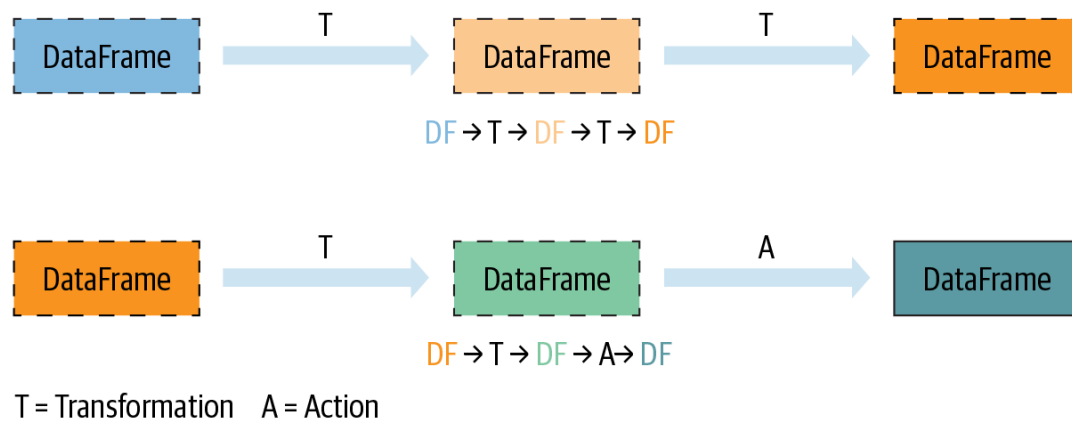 T T
DataFrame DataFrame DataFrame
DF → T → DF → T → DF
T A
DataFrame DataFrame DataFrame
DF → T → DF → A → DF
T = Transformation A = Action